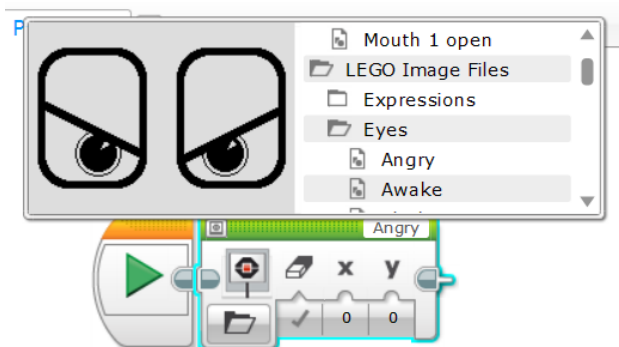 P
Mouth 1 open
LEGO Image Files
Expressions
Eyes
Angry
Awake
Angry
x y
0 0